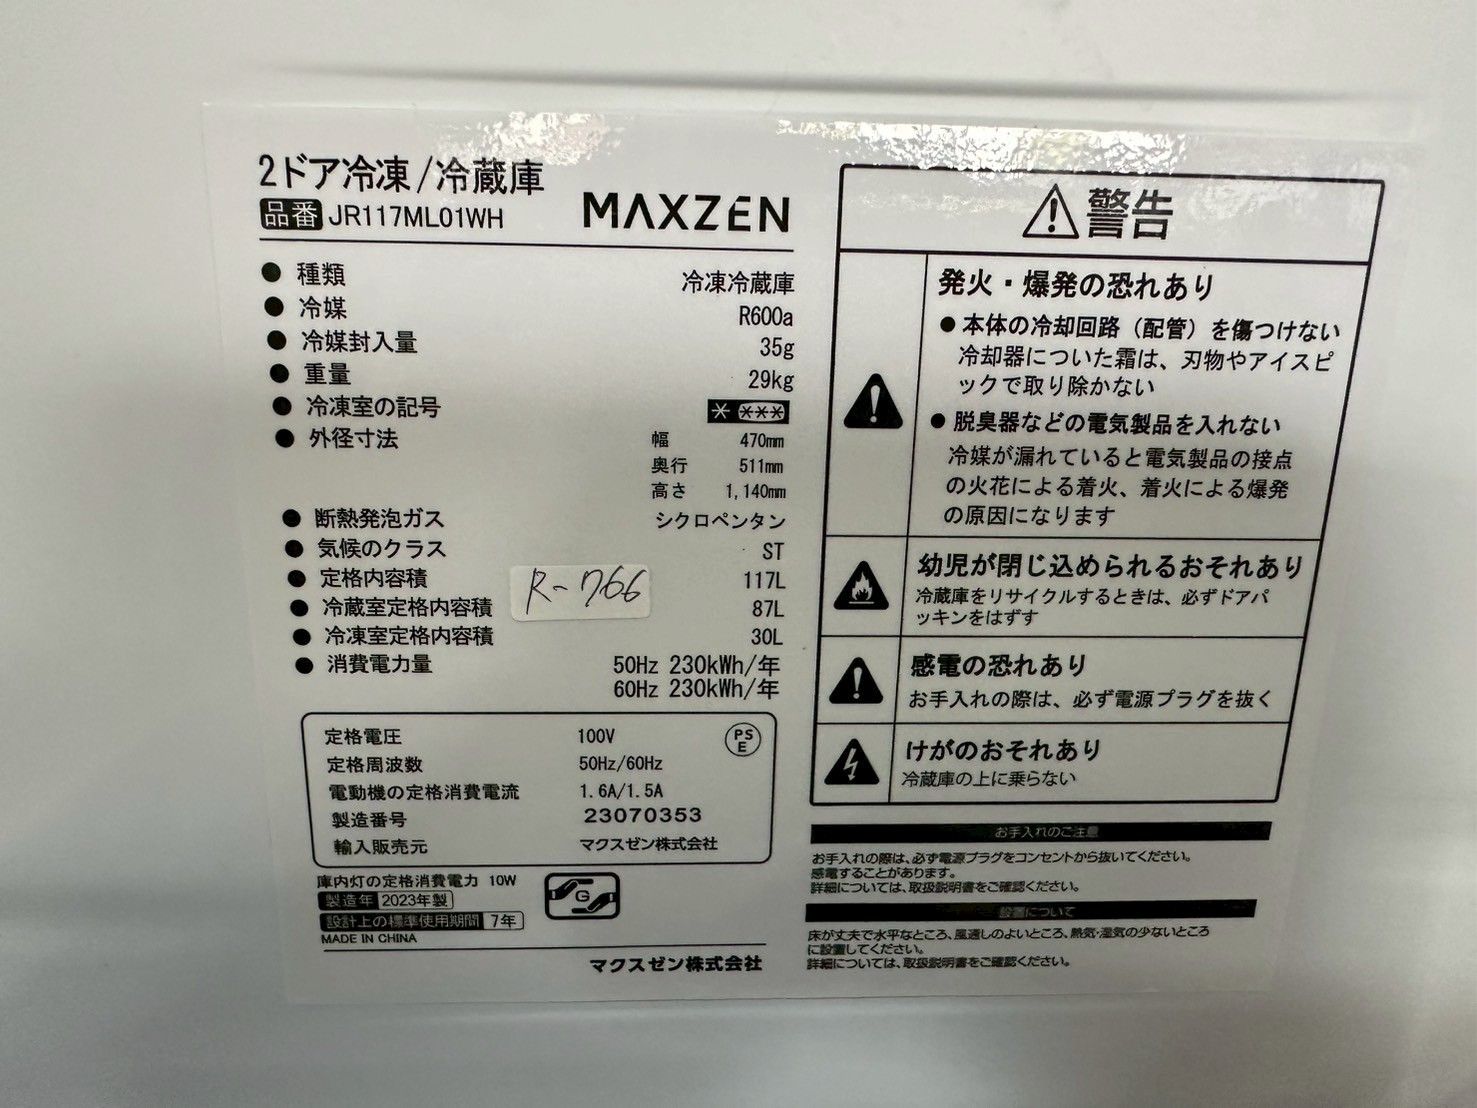 2ドア冷凍/冷蔵庫
品番 JR117ML01WH
MAXZEN
● 種類 冷凍冷蔵庫
● 冷媒 R600a
● 冷媒封入量 35g
● 重量 29kg
● 冷凍室の記号 * ***
● 外径寸法 幅 470mm
奥行 511mm
高さ 1,140mm
● 断熱発泡ガス シクロペンタン
● 気候のクラス ST
● 定格内容積 117L
● 冷蔵室定格内容積 87L
● 冷凍室定格内容積 30L
● 消費電力量 50Hz 230kWh/年
60Hz 230kWh/年
R-766
定格電圧 100V
定格周波数 50Hz/60Hz
電動機の定格消費電流 1.6A/1.5A
製造番号 23070353
輸入販売元 マクスゼン株式会社
PS
E
庫内灯の定格消費電力 10W
製造年 2023年製
設計上の標準使用期間 7年
MADE IN CHINA
G
マクスゼン株式会社
警告
発火・爆発の恐れあり
● 本体の冷却回路（配管）を傷つけない
冷却器についた霜は、刃物やアイスピ
ックで取り除かない
● 脱臭器などの電気製品を入れない
冷媒が漏れていると電気製品の接点
の火花による着火、着火による爆発
の原因になります
幼児が閉じ込められるおそれあり
冷蔵庫をリサイクルするときは、必ずドアパ
ッキンをはずす
感電の恐れあり
お手入れの際は、必ず電源プラグを抜く
けがのおそれあり
冷蔵庫の上に乗らない
お手入れのご注意
お手入れの際は、必ず電源プラグをコンセントから抜いてください。
感電することがあります。
詳細については、取扱説明書をご確認ください。
設置について
床が丈夫で水平なところ、風通しのよいところ、熱気・湿気の少ないところ
に設置してください。
詳細については、取扱説明書をご確認ください。